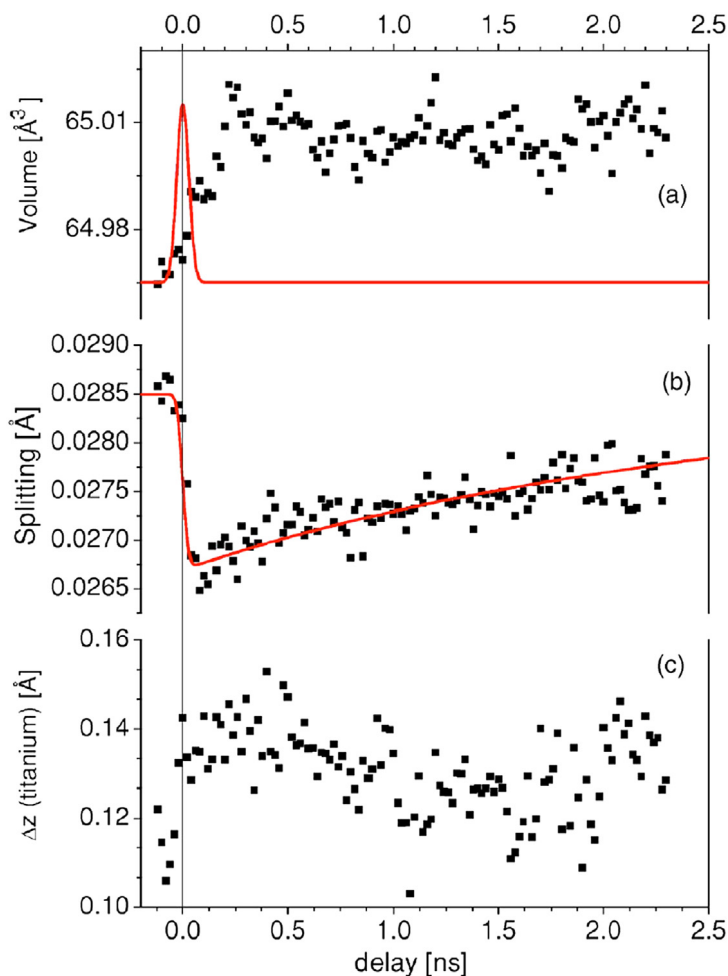 0.0 0.5 1.0 1.5 2.0 2.5
Volume [Å³]
65.01
64.98
(a)
Splitting [Å]
0.0290
0.0285
0.0280
0.0275
0.0270
0.0265
(b)
Δz (titanium) [Å]
0.16
0.14
0.12
0.10
(c)
0.0 0.5 1.0 1.5 2.0 2.5
delay [ns]